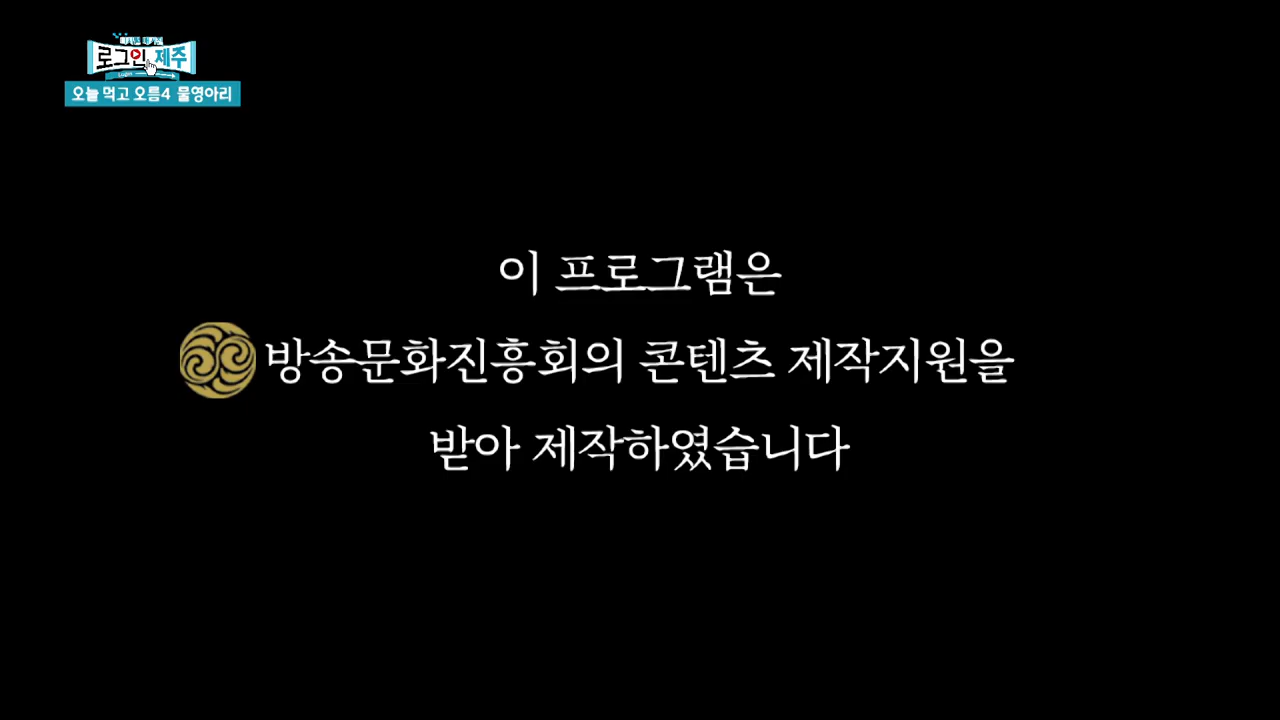 로그인 제주
Login
오늘 먹고 오름4 물영아리
이 프로그램은
방송문화진흥회의 콘텐츠 제작지원을
받아 제작하였습니다